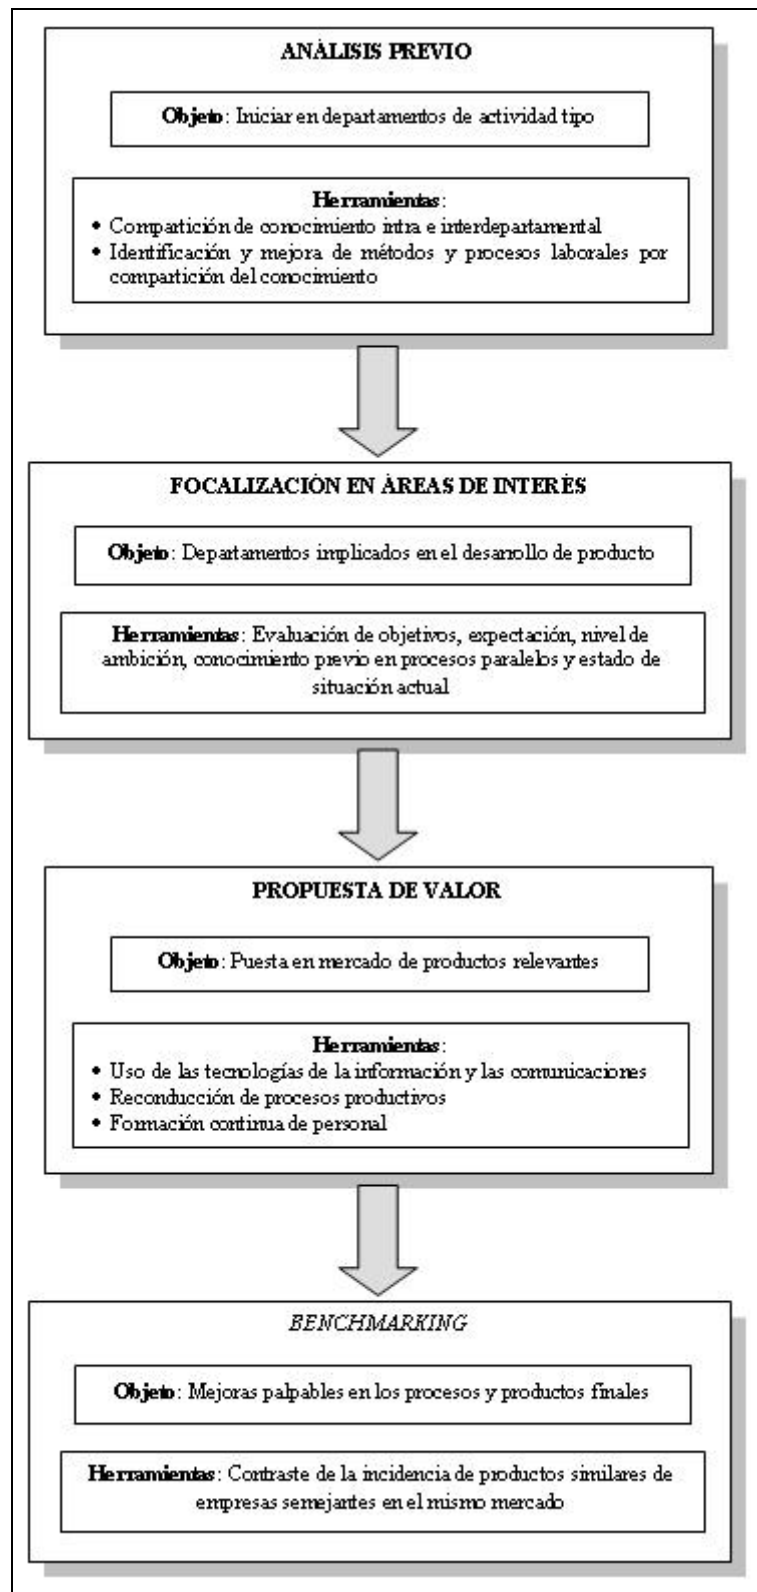 ANÁLISIS PREVIO
Objeto: Iniciar en departamentos de actividad tipo
Herramientas:
• Compartición de conocimiento intra e interdepartamental
• Identificación y mejora de métodos y procesos laborales por
compartición del conocimiento
FOCALIZACIÓN EN ÁREAS DE INTERÉS
Objeto: Departamentos implicados en el desarrollo de producto
Herramientas: Evaluación de objetivos, expectación, nivel de
ambición, conocimiento previo en procesos paralelos y estado de
situación actual
PROPUESTA DE VALOR
Objeto: Puesta en mercado de productos relevantes
Herramientas:
• Uso de las tecnologías de la información y las comunicaciones
• Reconducción de procesos productivos
• Formación continua de personal
BENCHMARKING
Objeto: Mejoras palpables en los procesos y productos finales
Herramientas: Contraste de la incidencia de productos similares de
empresas semejantes en el mismo mercado